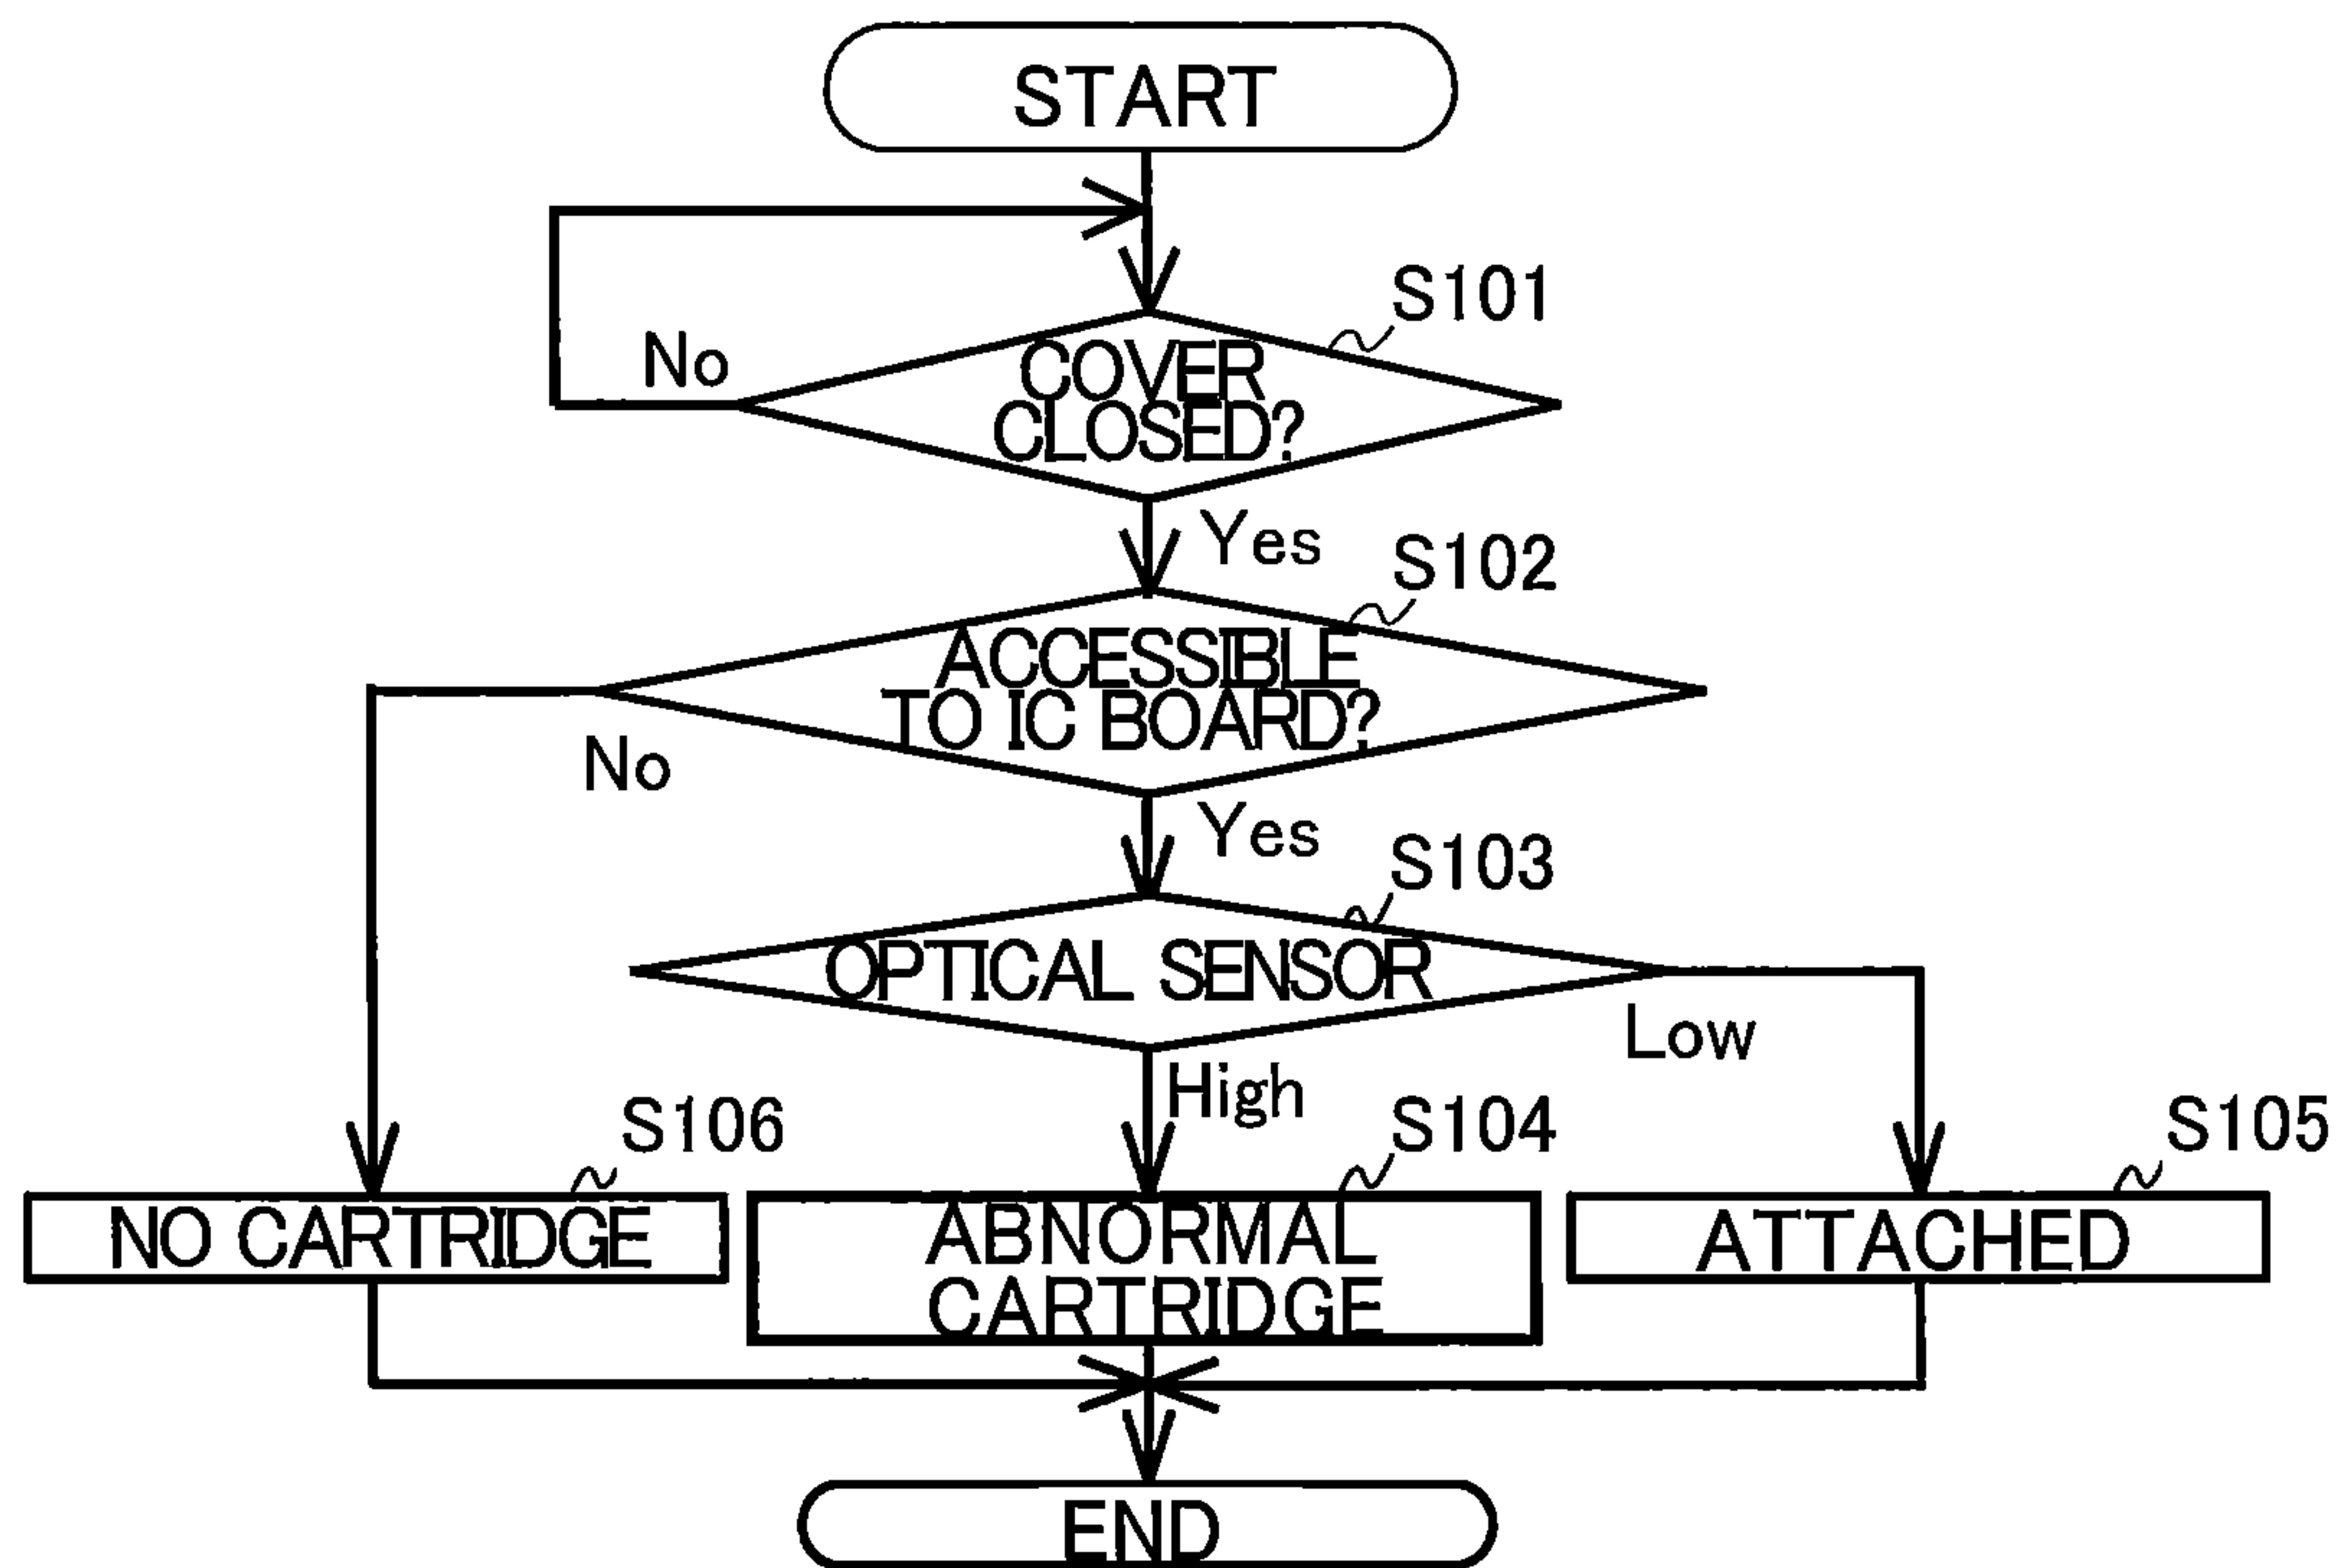 START
S101
No
COVER
CLOSED?
Yes
S102
ACCESSIBLE
TO IC BOARD?
No
Yes
S103
OPTICAL SENSOR
Low
High
S106
S104
S105
NO CARTRIDGE
ABNORMAL
CARTRIDGE
ATTACHED
END